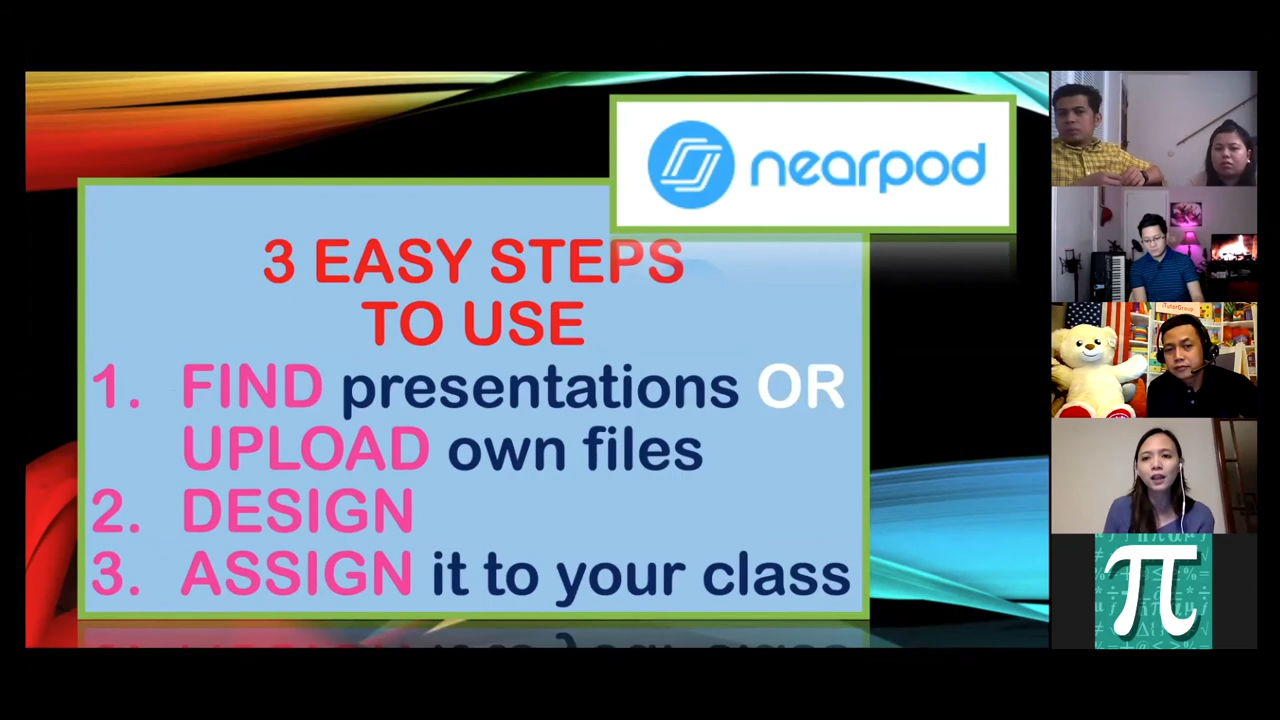 nearpod
3 EASY STEPS
TO USE
1. FIND presentations OR
UPLOAD own files
2. DESIGN
3. ASSIGN it to your class
iTutorGroup
π